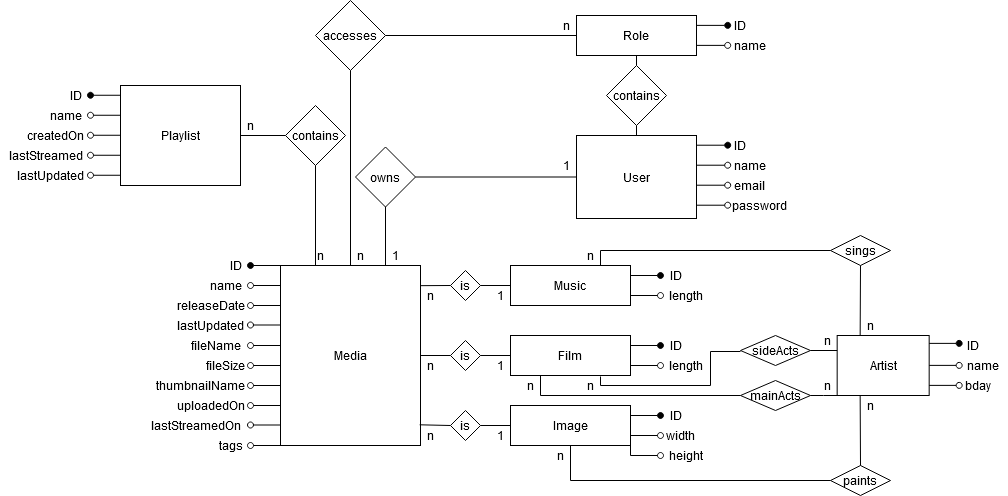 accesses
n
Role
ID
name
contains
ID
name
createdOn
lastStreamed
lastUpdated
Playlist
n
contains
owns
1
User
ID
name
email
password
n
n
1
ID
name
releaseDate
lastUpdated
fileName
fileSize
thumbnailName
uploadedOn
lastStreamedOn
tags
Media
n
is
1
Music
ID
length
n
sings
n
n
is
1
Film
ID
length
n
n
sideActs
n
mainActs
n
Artist
ID
name
bday
n
is
1
Image
ID
width
height
n
paints
n